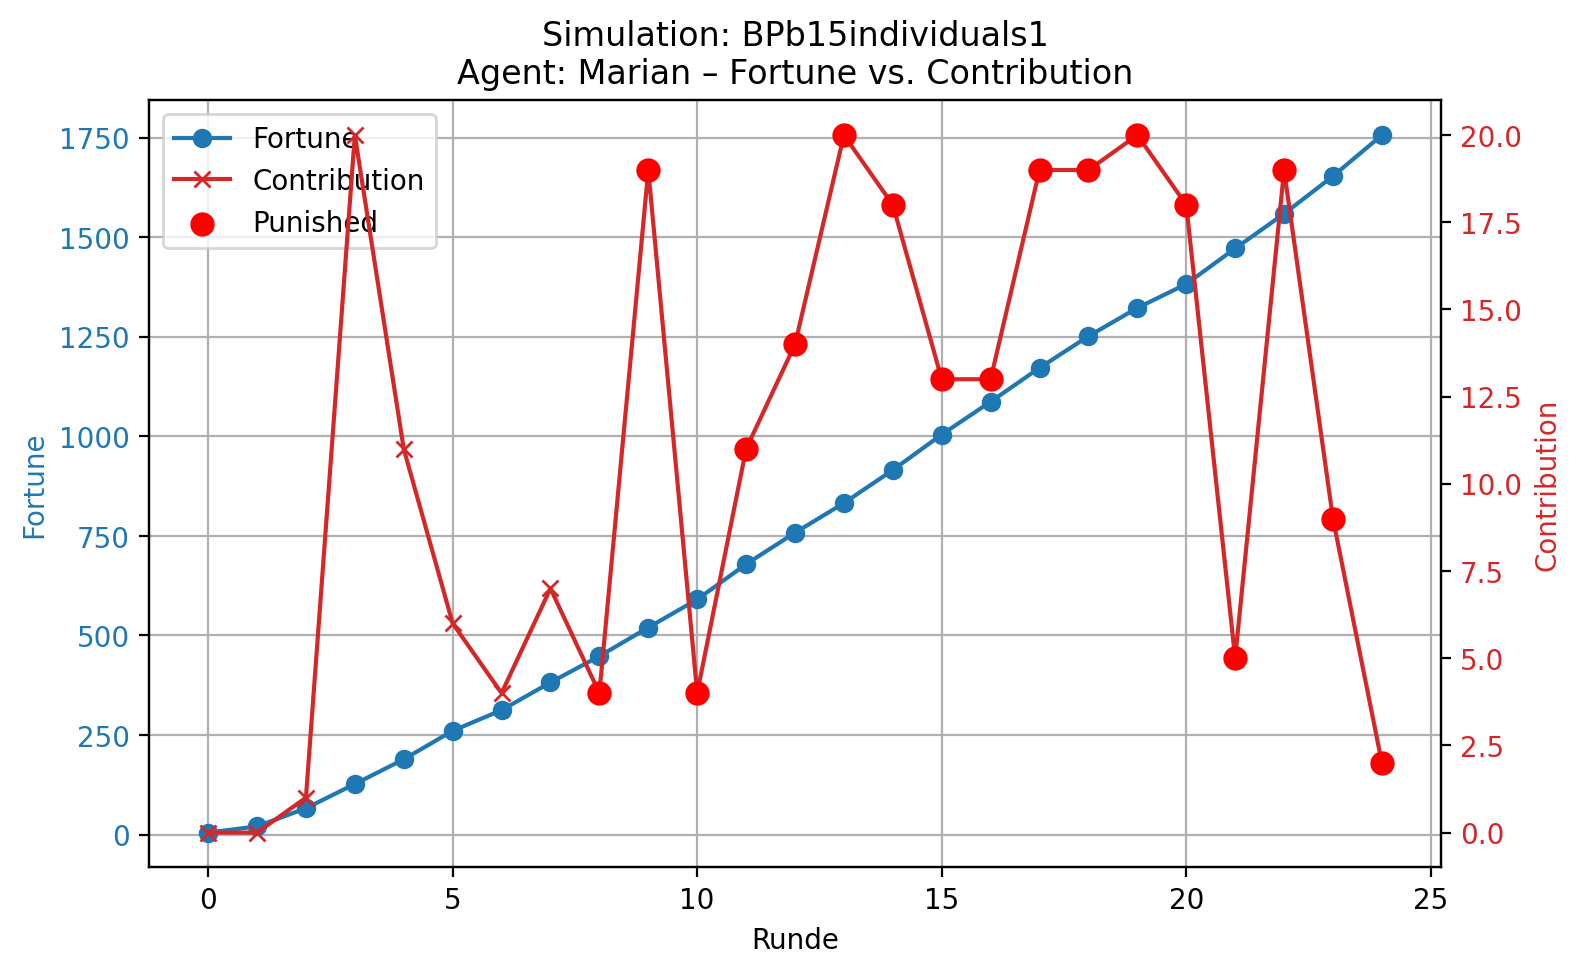 Simulation: BPb15individuals1
Agent: Marian – Fortune vs. Contribution
Fortune
Contribution
Punished
1750
1500
1250
1000
750
500
250
0
Fortune
20.0
17.5
15.0
12.5
10.0
7.5
5.0
2.5
0.0
Contribution
0 5 10 15 20 25
Runde